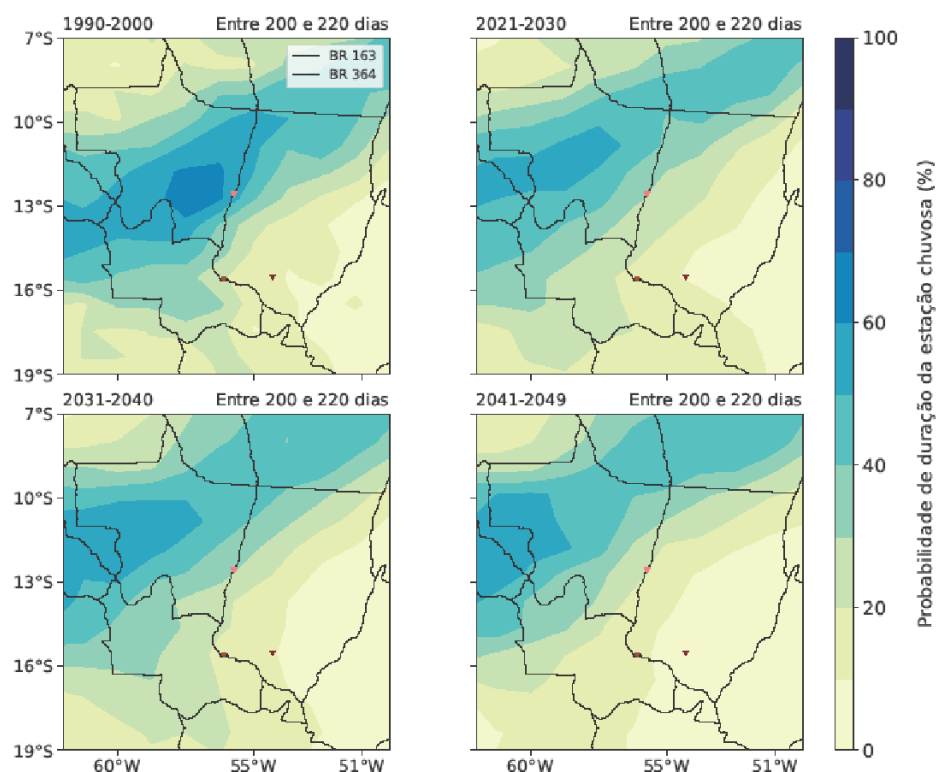 1990-2000 Entre 200 e 220 dias
2021-2030 Entre 200 e 220 dias
7°S
10°S
13°S
16°S
19°S
BR 163
BR 364
7°S
10°S
13°S
16°S
19°S
2031-2040 Entre 200 e 220 dias
2041-2049 Entre 200 e 220 dias
60°W 55°W 51°W
60°W 55°W 51°W
100
80
60
40
20
0
Probabilidade de duração da estação chuvosa (%)